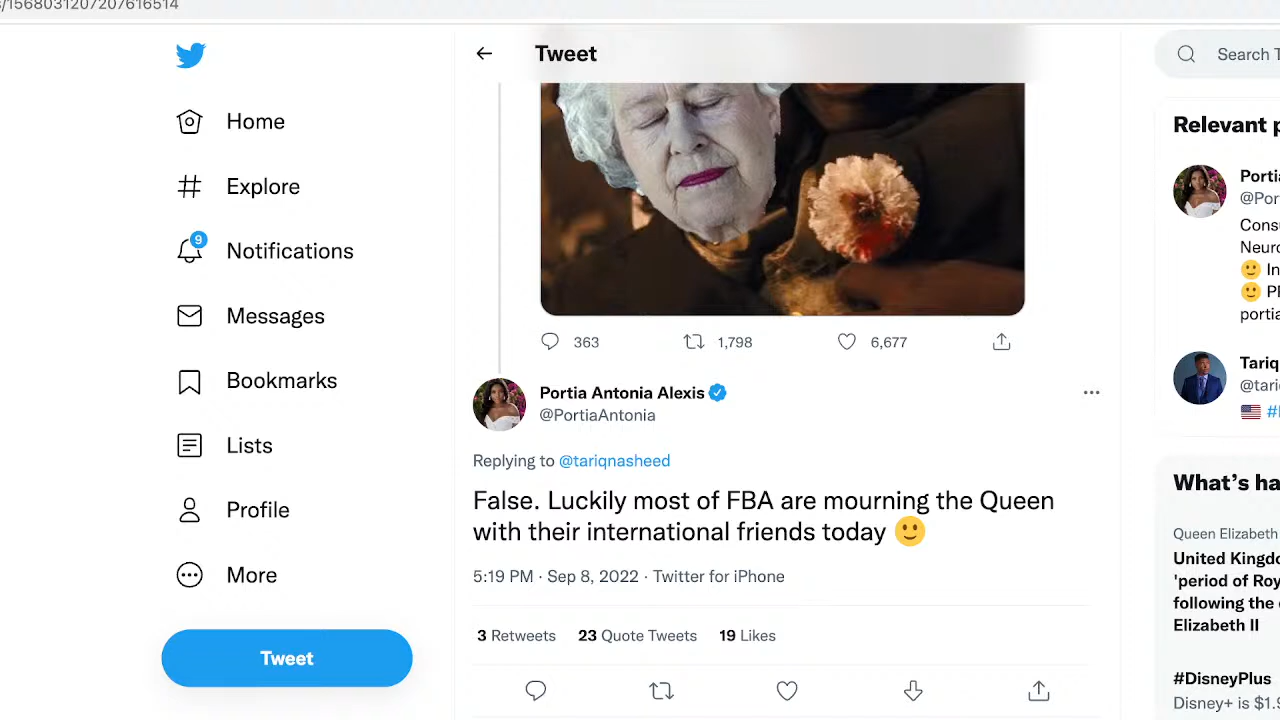 /1568031207207616514
Tweet
Search T
Home
Explore
9
Notifications
Messages
Bookmarks
Lists
Profile
More
Tweet
363 1,798 6,677
Portia Antonia Alexis
@PortiaAntonia
Replying to @tariqnasheed
False. Luckily most of FBA are mourning the Queen
with their international friends today 🙂
5:19 PM · Sep 8, 2022 · Twitter for iPhone
3 Retweets 23 Quote Tweets 19 Likes
Relevant p
Portia
@Por
Cons
Neuro
🙂 In
🙂 P
portia
Tariq
@tari
🇺🇸 #
What's ha
Queen Elizabeth
United Kingdo
'period of Roy
following the
Elizabeth II
#DisneyPlus
Disney+ is $1.9